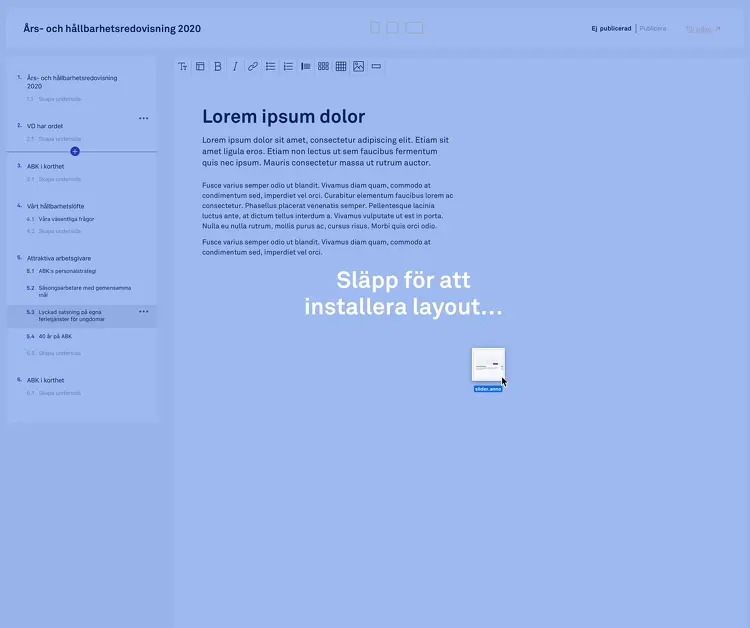 Års- och hållbarhetsredovisning 2020
Ej publicerad | Publicera
Till sidan
1. Års- och hållbarhetsredovisning
2020
1.1 Skapa undersida
2. VD har ordet
2.1 Skapa undersida
3. ABK i korthet
3.1 Skapa undersida
4. Vårt hållbarhetslöfte
4.1 Våra väsentliga frågor
4.2 Skapa undersida
5. Attraktiva arbetsgivare
5.1 ABK:s personalstrategi
5.2 Säsongsarbetare med gemensamma
mål
5.3 Lyckad satsning på egna
ferietjänster för ungdomar
5.4 40 år på ABK
5.5 Skapa undersida
6. ABK i korthet
6.1 Skapa undersida
Lorem ipsum dolor
Lorem ipsum dolor sit amet, consectetur adipiscing elit. Etiam sit
amet ligula eros. Etiam non lectus ut sem faucibus fermentum
quis nec ipsum. Mauris consectetur massa ut rutrum auctor.
Fusce varius semper odio ut blandit. Vivamus diam quam, commodo at
condimentum sed, imperdiet vel orci. Curabitur elementum faucibus lorem ac
consectetur. Phasellus placerat venenatis semper. Pellentesque lacinia
luctus ante, at dictum tellus interdum a. Vivamus vulputate ut est in porta.
Nulla eu nulla rutrum, mollis purus ac, cursus risus. Morbi quis orci odio.
Fusce varius semper odio ut blandit. Vivamus diam quam, commodo at
condimentum sed, imperdiet vel orci.
Släpp för att
installera layout...
slider.anno